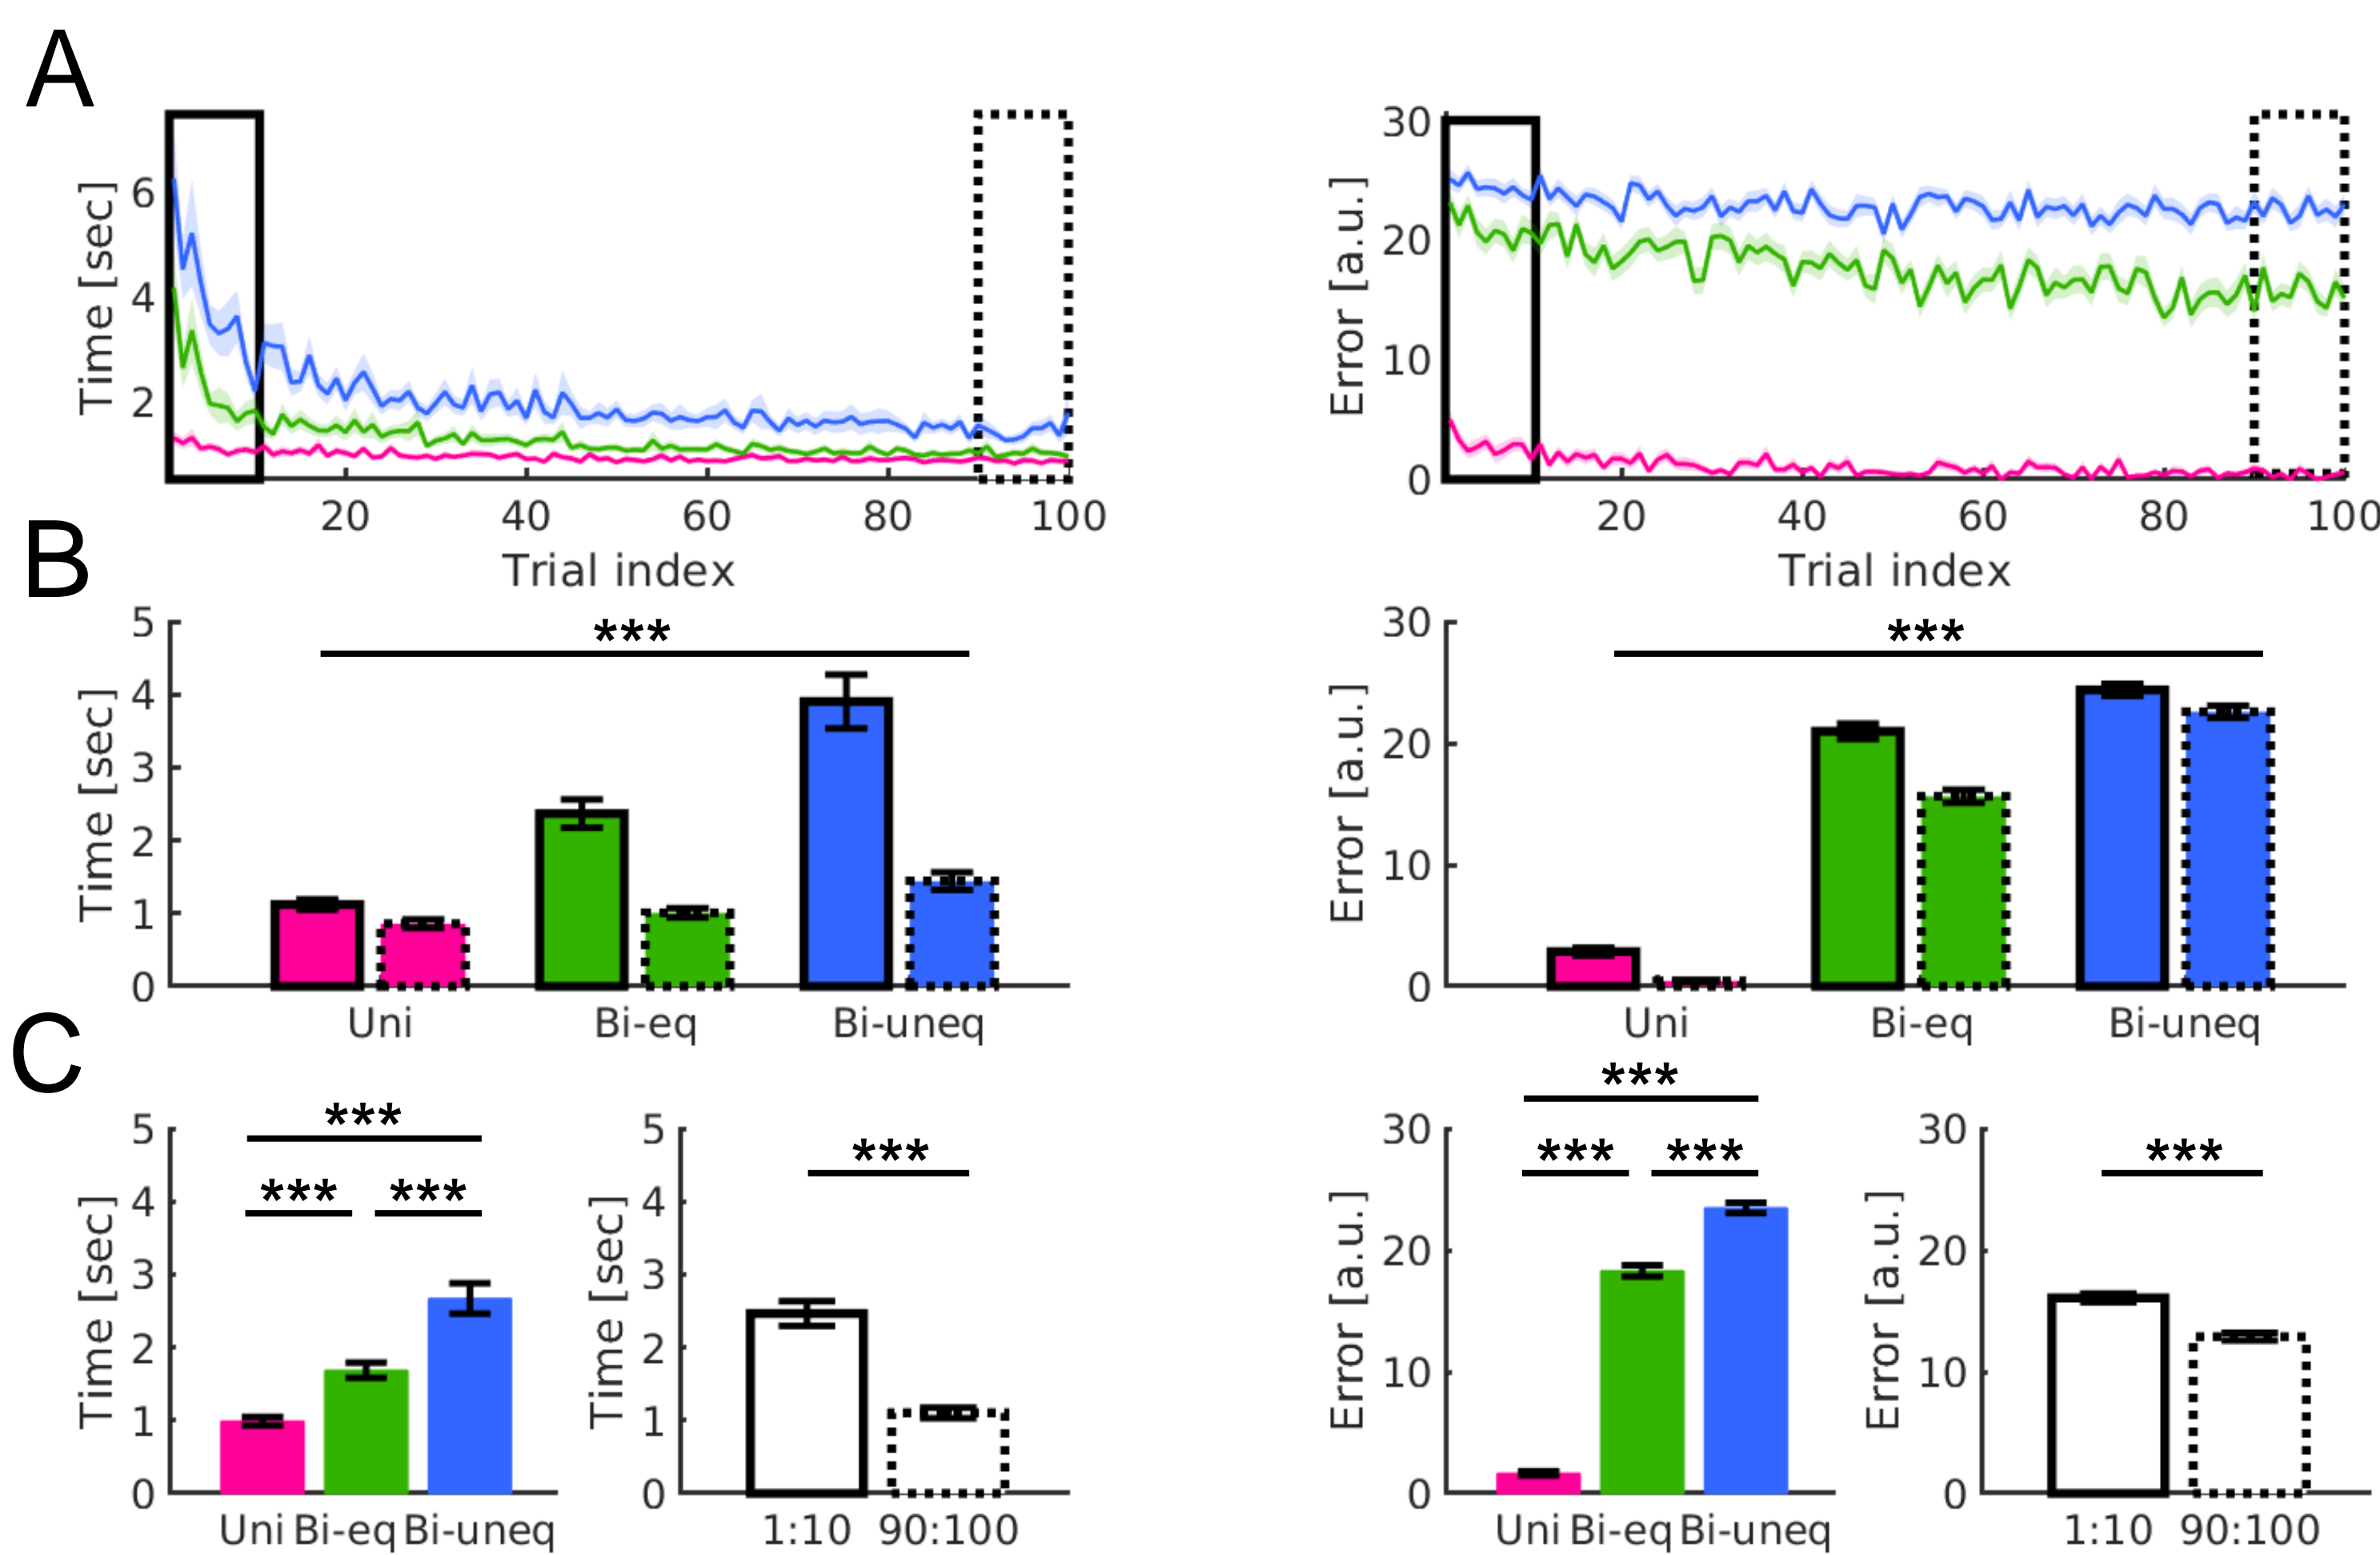 A
Time [sec]
6
4
2
20 40 60 80 100
Trial index
Error [a.u.]
30
20
10
0
20 40 60 80 100
Trial index
B
Time [sec]
5
4
3
2
1
0
***
Uni Bi-eq Bi-uneq
Error [a.u.]
30
20
10
0
***
Uni Bi-eq Bi-uneq
C
Time [sec]
5
4
3
2
1
0
***
*** ***
Uni Bi-eq Bi-uneq
Time [sec]
5
4
3
2
1
0
***
1:10 90:100
Error [a.u.]
30
20
10
0
***
*** ***
Uni Bi-eq Bi-uneq
Error [a.u.]
30
20
10
0
***
1:10 90:100